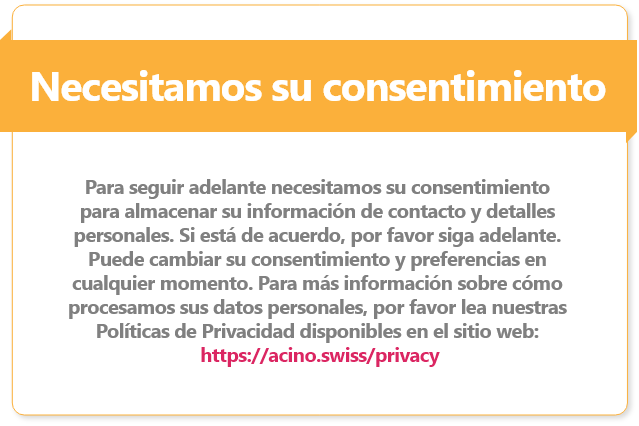 Necesitamos su consentimiento
Para seguir adelante necesitamos su consentimiento
para almacenar su información de contacto y detalles
personales. Si está de acuerdo, por favor siga adelante.
Puede cambiar su consentimiento y preferencias en
cualquier momento. Para más información sobre cómo
procesamos sus datos personales, por favor lea nuestras
Políticas de Privacidad disponibles en el sitio web:
https://acino.swiss/privacy